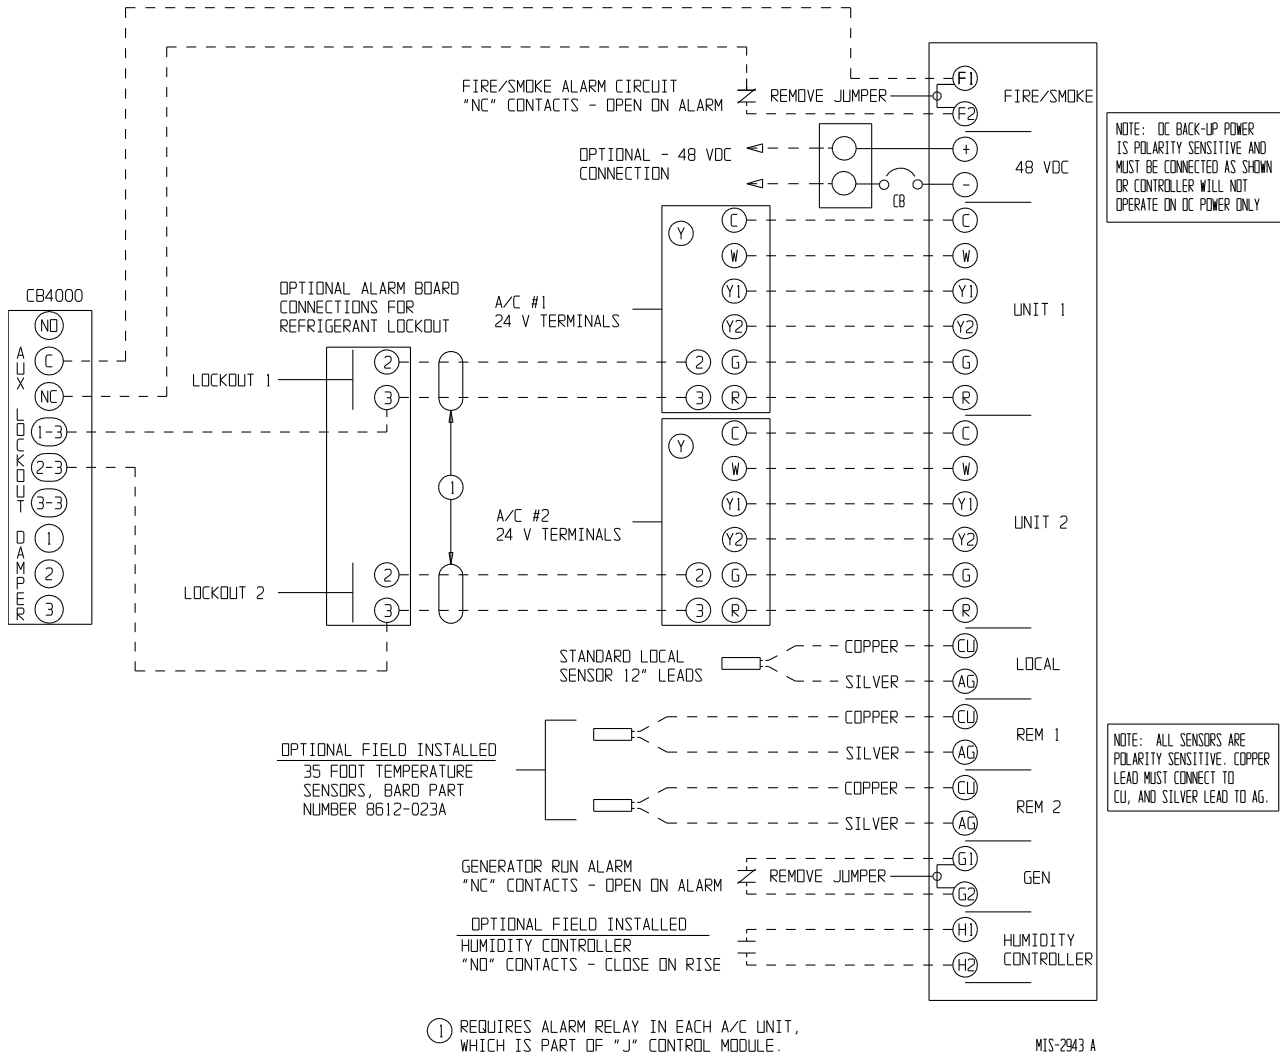 FIRE/SMOKE ALARM CIRCUIT
"NC" CONTACTS - OPEN ON ALARM
REMOVE JUMPER
F1
F2
FIRE/SMOKE
OPTIONAL - 48 VDC
CONNECTION
CB
+
-
48 VDC
NOTE: DC BACK-UP POWER
IS POLARITY SENSITIVE AND
MUST BE CONNECTED AS SHOWN
OR CONTROLLER WILL NOT
OPERATE ON DC POWER ONLY
CB4000
AUX LOCKOUT DAMPER
NO
C
NC
1-3
2-3
3-3
1
2
3
OPTIONAL ALARM BOARD
CONNECTIONS FOR
REFRIGERANT LOCKOUT
LOCKOUT 1
2
3
LOCKOUT 2
2
3
1
A/C #1
24 V TERMINALS
Y
C
W
Y1
Y2
2 G
3 R
C
W
Y1
Y2
G
R
UNIT 1
A/C #2
24 V TERMINALS
Y
C
W
Y1
Y2
2 G
3 R
C
W
Y1
Y2
G
R
UNIT 2
STANDARD LOCAL
SENSOR 12" LEADS
COPPER
SILVER
CU
AG
LOCAL
OPTIONAL FIELD INSTALLED
35 FOOT TEMPERATURE
SENSORS, BARD PART
NUMBER 8612-023A
COPPER
SILVER
CU
AG
REM 1
COPPER
SILVER
CU
AG
REM 2
NOTE: ALL SENSORS ARE
POLARITY SENSITIVE. COPPER
LEAD MUST CONNECT TO
CU, AND SILVER LEAD TO AG.
GENERATOR RUN ALARM
"NC" CONTACTS - OPEN ON ALARM
REMOVE JUMPER
G1
G2
GEN
OPTIONAL FIELD INSTALLED
HUMIDITY CONTROLLER
"NO" CONTACTS - CLOSE ON RISE
H1
H2
HUMIDITY
CONTROLLER
1 REQUIRES ALARM RELAY IN EACH A/C UNIT,
WHICH IS PART OF "J" CONTROL MODULE.
MIS-2943 A